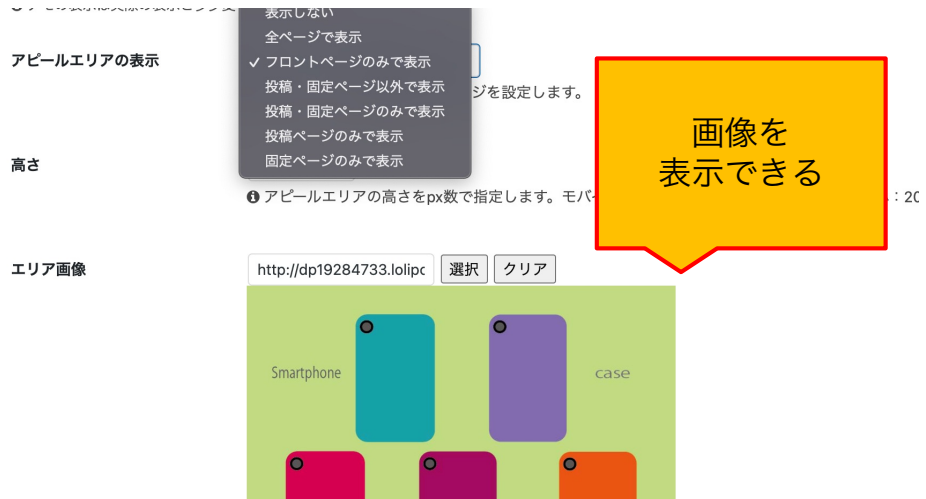 表示しない
全ページで表示
アピールエリアの表示
✓ フロントページのみで表示
投稿・固定ページ以外で表示
ジを設定します。
投稿・固定ページのみで表示
投稿ページのみで表示
固定ページのみで表示
画像を
表示できる
高さ
アピールエリアの高さをpx数で指定します。モバ
：20
エリア画像
http://dp19284733.lolipc
選択
クリア
Smartphone
case